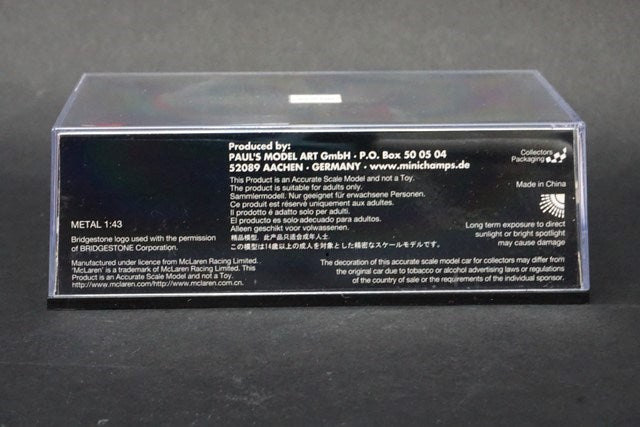 Produced by:
PAUL'S MODEL ART GmbH · P.O. Box 50 05 04
52089 AACHEN · GERMANY · www.minichamps.de
This Product is an Accurate Scale Model and not a Toy.
The product is suitable for adults only.
Sammlermodell. Nur geeignet für erwachsene Personen.
Ce produit est réservé uniquement aux adultes.
Il prodotto è adatto solo per adulti.
El producto es solo adecuado para adultos.
Alleen geschikt voor volwassenen.
精品模型，此产品只适合成年人士
この模型は14歳以上の成人を対象とした精密なスケールモデルです。
Collectors
Packaging
Made in China
Long term exposure to direct
sunlight or bright spotlight
may cause damage
METAL 1:43
Bridgestone logo used with the permission
of BRIDGESTONE Corporation.
Manufactured under licence from McLaren Racing Limited.
'McLaren' is a trademark of McLaren Racing Limited. This
Product is an Accurate Scale Model and not a Toy.
http://www.mclaren.com/http://www.mclaren.com.cn.
The decoration of this accurate scale model car for collectors may differ from
the original car due to tobacco or alcohol advertising laws or regulations
of the country of sale or the requirements of the individual sponsor.